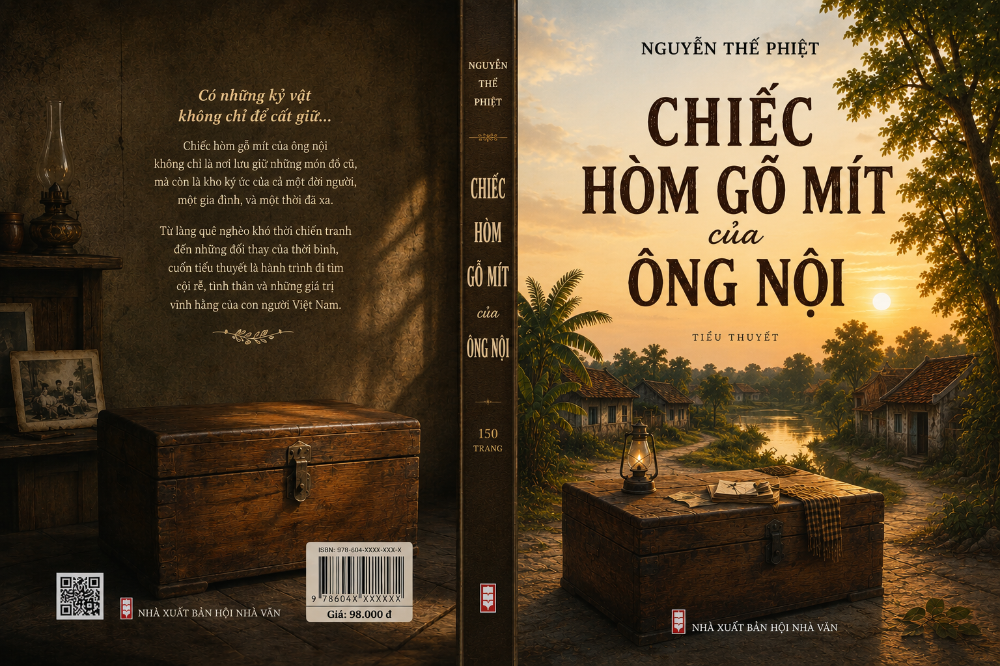 Có những kỷ vật
không chỉ để cất giữ...
Chiếc hòm gỗ mít của ông nội
không chỉ là nơi lưu giữ những món đồ cũ,
mà còn là kho ký ức của cả một đời người,
một gia đình, và một thời đã xa.
Từ làng quê nghèo khó thời chiến tranh
đến những đổi thay của thời bình,
cuốn tiểu thuyết là hành trình đi tìm
cội rễ, tình thân và những giá trị
vĩnh hằng của con người Việt Nam.
NHÀ XUẤT BẢN HỘI NHÀ VĂN
ISBN: 978-604-XXXX-XXX-X
9 78604X XXXXXX
Giá: 98.000 đ
NGUYỄN
THẾ
PHIỆT
CHIẾC
HÒM
GỖ MÍT
của
ÔNG NỘI
150
TRANG
NGUYỄN THẾ PHIỆT
CHIẾC
HÒM GỖ MÍT
của
ÔNG NỘI
TIỂU THUYẾT
NHÀ XUẤT BẢN HỘI NHÀ VĂN